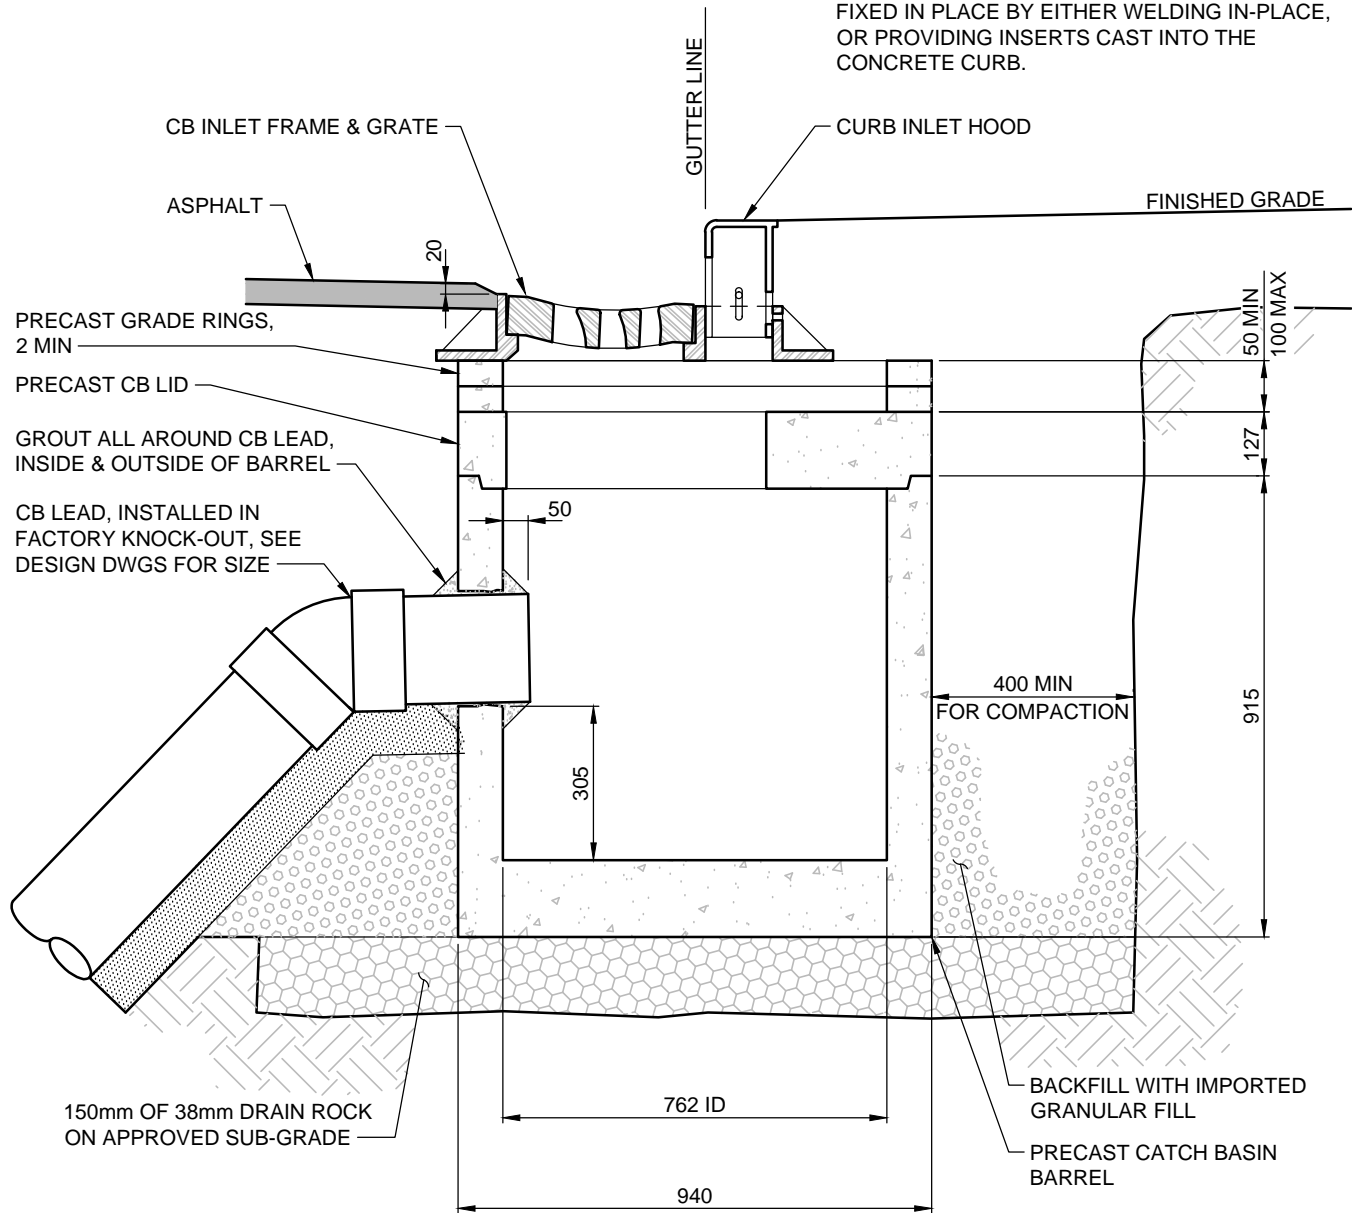 FIXED IN PLACE BY EITHER WELDING IN-PLACE,
OR PROVIDING INSERTS CAST INTO THE
CONCRETE CURB.
GUTTER LINE
CB INLET FRAME & GRATE
CURB INLET HOOD
ASPHALT
FINISHED GRADE
20
PRECAST GRADE RINGS,
2 MIN
50 MIN
100 MAX
PRECAST CB LID
127
GROUT ALL AROUND CB LEAD,
INSIDE & OUTSIDE OF BARREL
50
CB LEAD, INSTALLED IN
FACTORY KNOCK-OUT, SEE
DESIGN DWGS FOR SIZE
400 MIN
FOR COMPACTION
915
305
150mm OF 38mm DRAIN ROCK
ON APPROVED SUB-GRADE
762 ID
BACKFILL WITH IMPORTED
GRANULAR FILL
PRECAST CATCH BASIN
BARREL
940